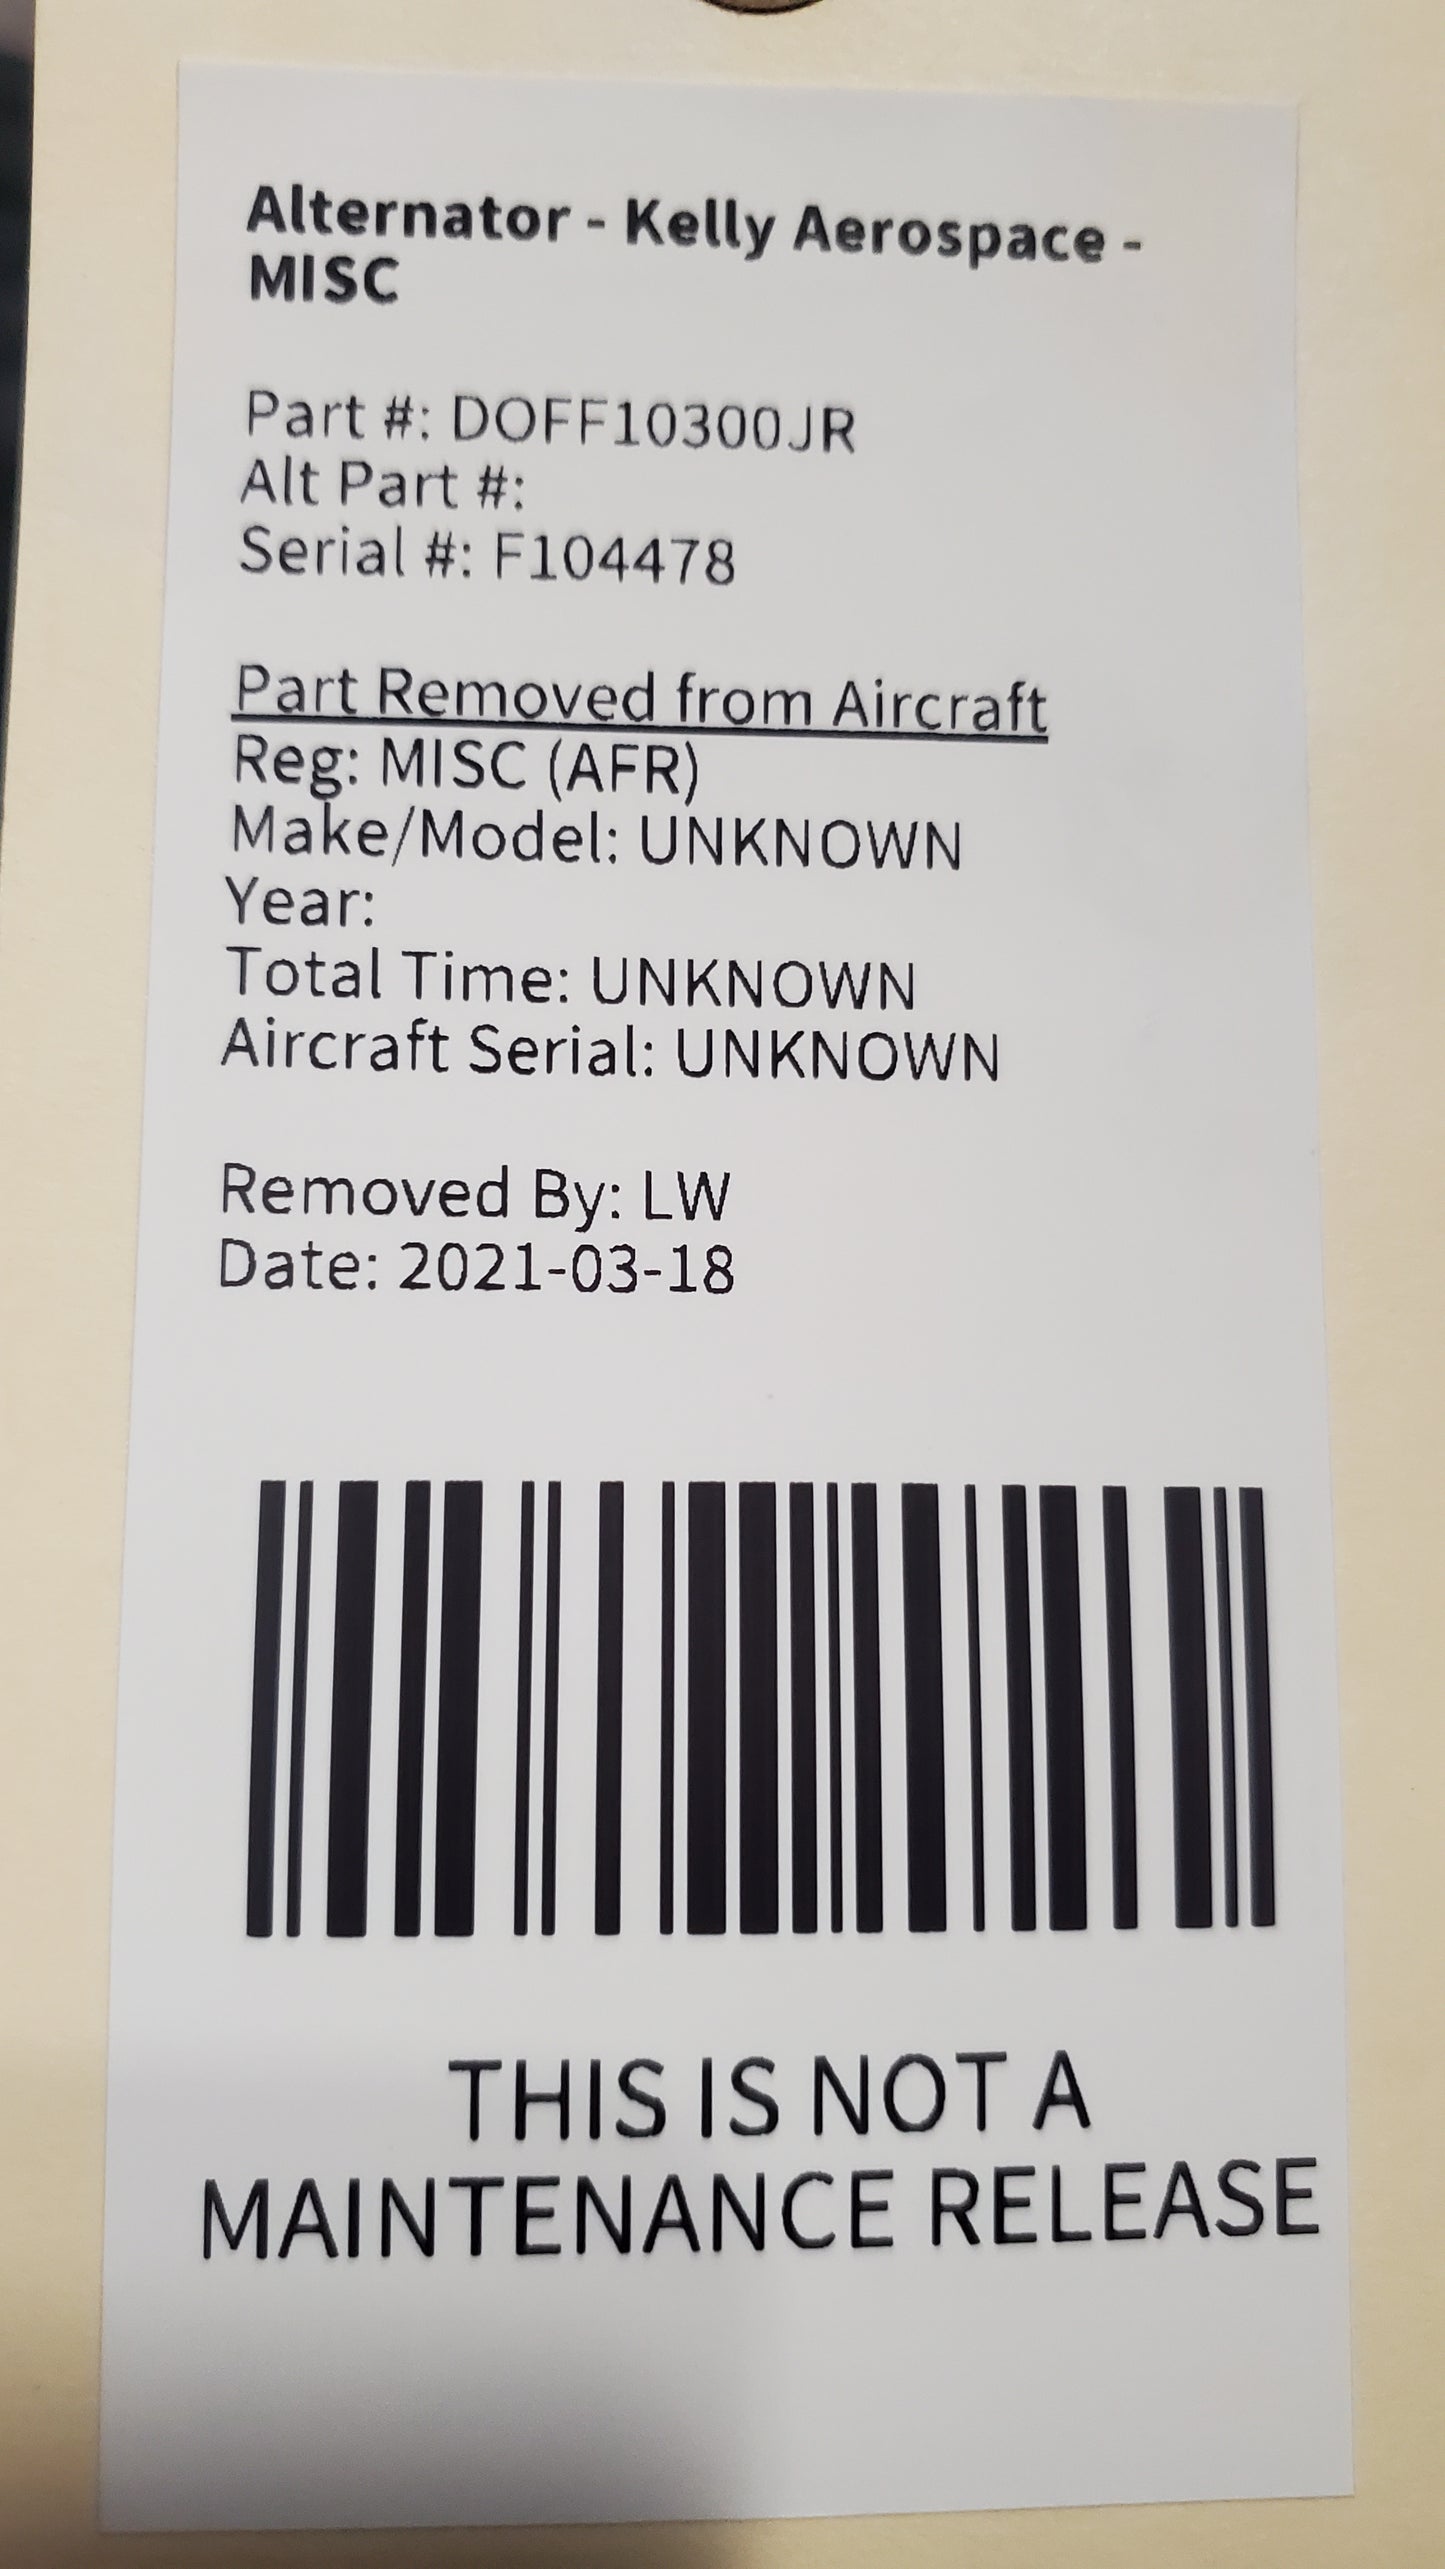 Alternator - Kelly Aerospace -
MISC
Part #: DOFF10300JR
Alt Part #:
Serial #: F104478
Part Removed from Aircraft
Reg: MISC (AFR)
Make/Model: UNKNOWN
Year:
Total Time: UNKNOWN
Aircraft Serial: UNKNOWN
Removed By: LW
Date: 2021-03-18
THIS IS NOT A
MAINTENANCE RELEASE